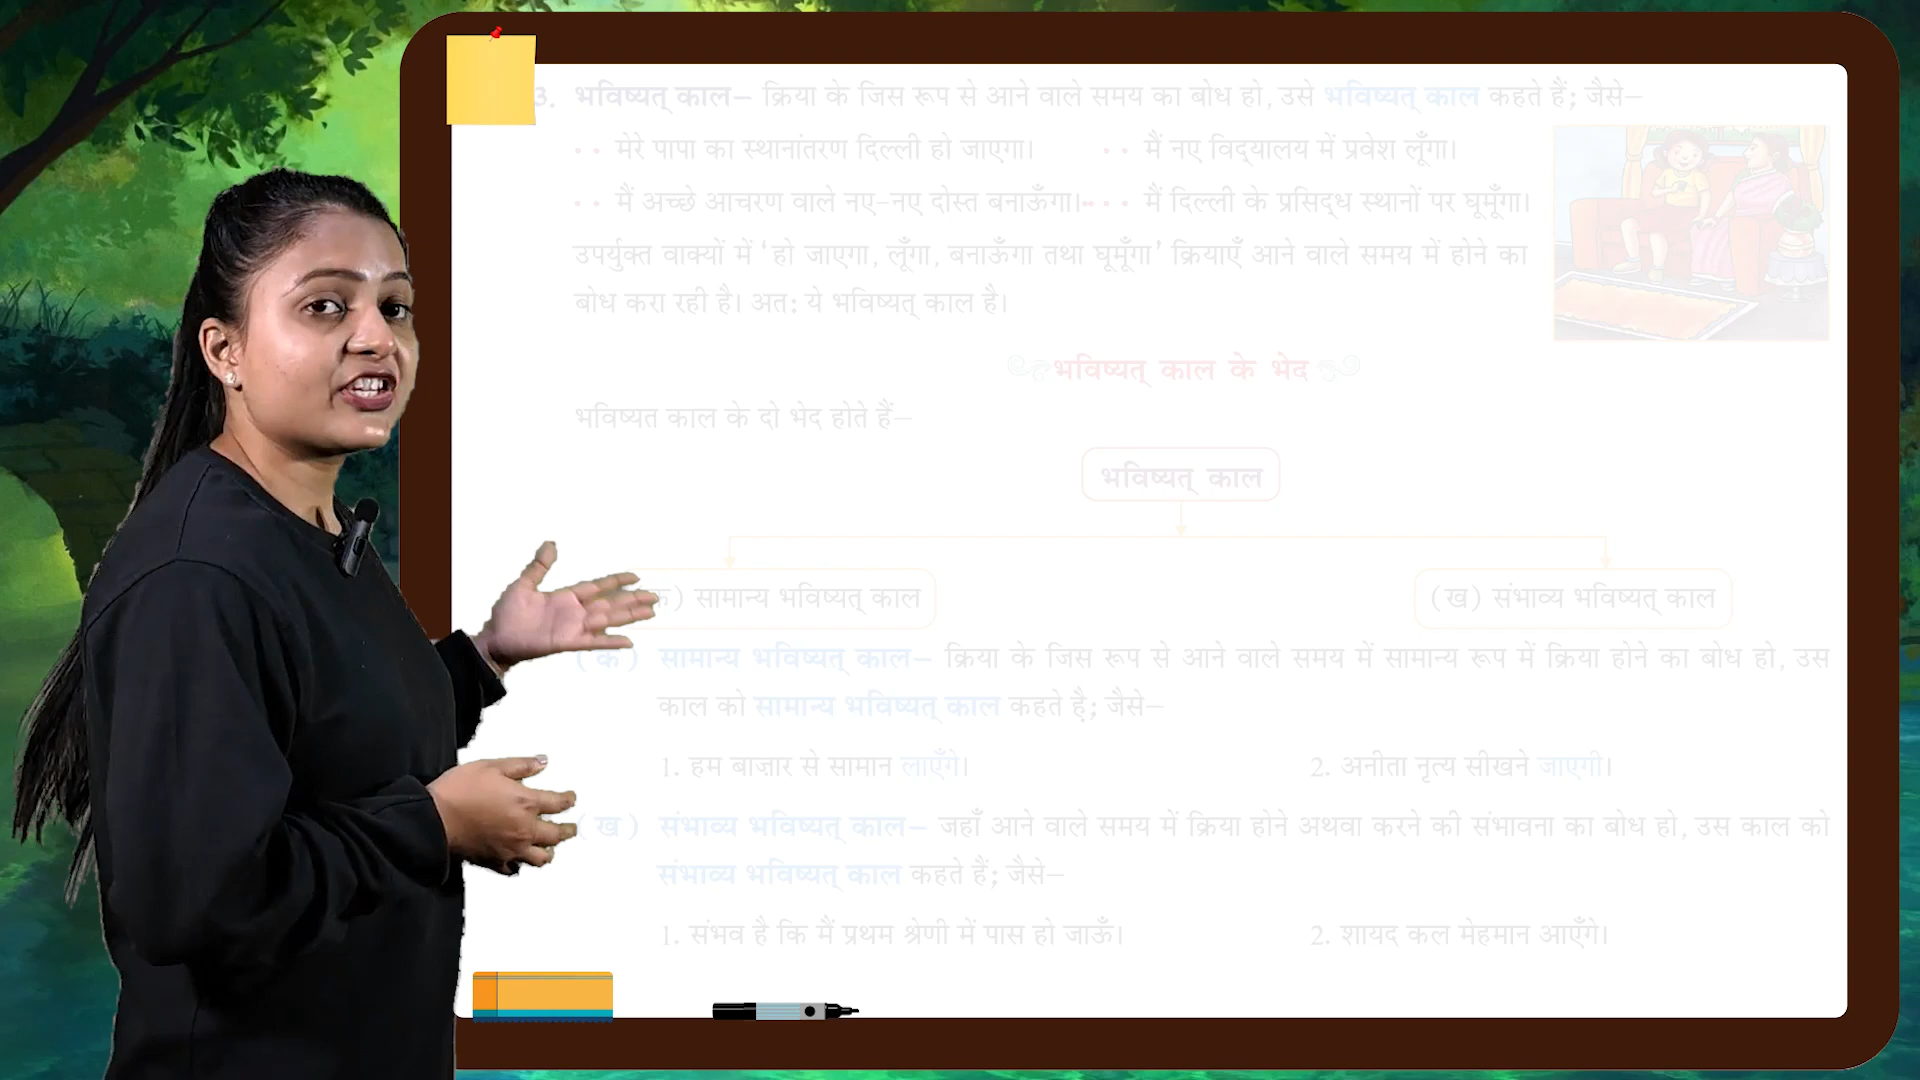 3. भविष्यत् काल– क्रिया के जिस रूप से आने वाले समय का बोध हो, उसे भविष्यत् काल कहते हैं; जैसे–
•• मेरे पापा का स्थानांतरण दिल्ली हो जाएगा। •• मैं नए विद्‌यालय में प्रवेश लूँगा।
•• मैं अच्छे आचरण वाले नए-नए दोस्त बनाऊँगा। •• मैं दिल्ली के प्रसिद्‌ध स्थानों पर घूमूँगा।
उपर्युक्त वाक्यों में ‘हो जाएगा, लूँगा, बनाऊँगा तथा घूमूँगा’ क्रियाएँ आने वाले समय में होने का
बोध करा रही है। अत: ये भविष्यत् काल है।
भविष्यत् काल के भेद
भविष्यत काल के दो भेद होते हैं–
भविष्यत् काल
क) सामान्य भविष्यत् काल (ख) संभाव्य भविष्यत् काल
(क) सामान्य भविष्यत् काल– क्रिया के जिस रूप से आने वाले समय में सामान्य रूप में क्रिया होने का बोध हो, उस
काल को सामान्य भविष्यत् काल कहते है; जैसे–
1. हम बाज़ार से सामान लाएँगे। 2. अनीता नृत्य सीखने जाएगी।
(ख) संभाव्य भविष्यत् काल– जहाँ आने वाले समय में क्रिया होने अथवा करने की संभावना का बोध हो, उस काल को
संभाव्य भविष्यत् काल कहते हैं; जैसे–
1. संभव है कि मैं प्रथम श्रेणी में पास हो जाऊँ। 2. शायद कल मेहमान आएँगे।